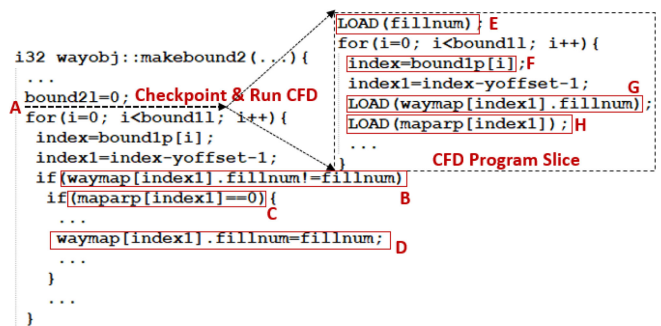 LOAD(fillnum); E
for(i=0; i<bound1l; i++){
index=bound1p[i]; F
index1=index-yoffset-1;
G
LOAD(waymap[index1].fillnum);
LOAD(maparp[index1]); H
...
}
CFD Program Slice
i32 wayobj::makebound2(...){
...
bound2l=0;
A Checkpoint & Run CFD
for(i=0; i<bound1l; i++){
index=bound1p[i];
index1=index-yoffset-1;
if(waymap[index1].fillnum!=fillnum)
B
if(maparp[index1]==0){
C
...
waymap[index1].fillnum=fillnum; D
...
}
...
}